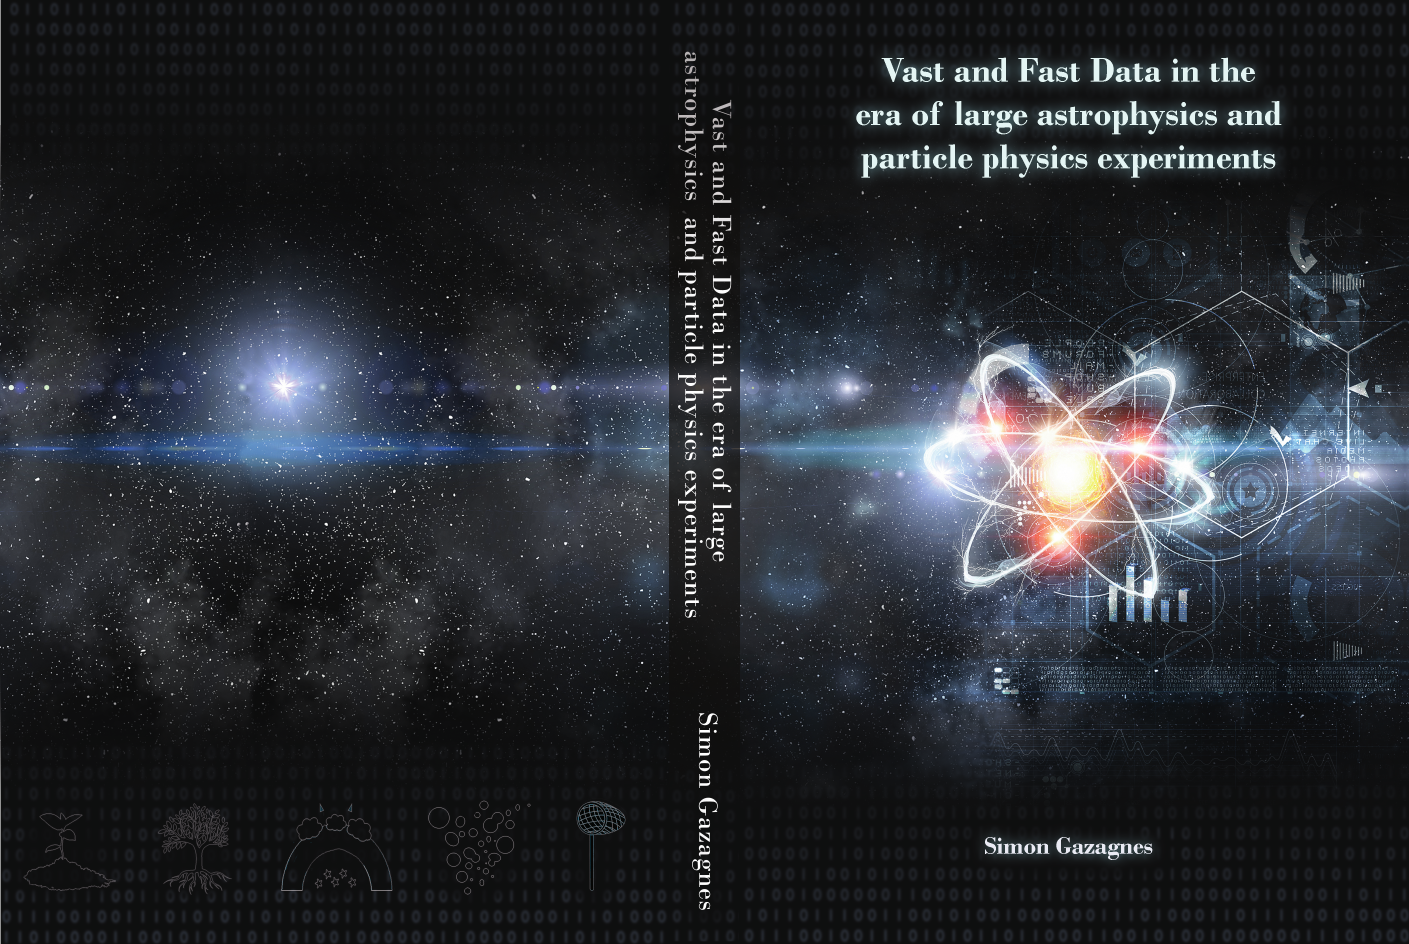 Vast and Fast Data in the era of large
astrophysics and particle physics experiments
Simon Gazagnes
Vast and Fast Data in the
era of large astrophysics and
particle physics experiments
Simon Gazagnes